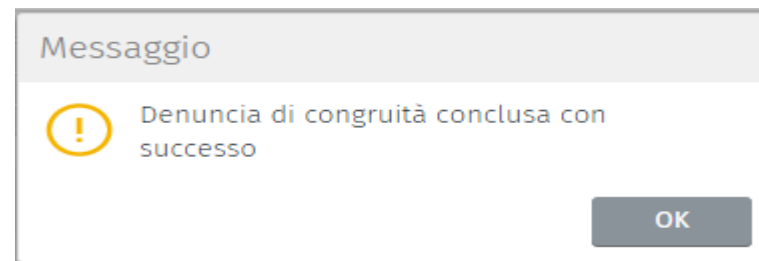 Messaggio
Denuncia di congruità conclusa con
successo
OK